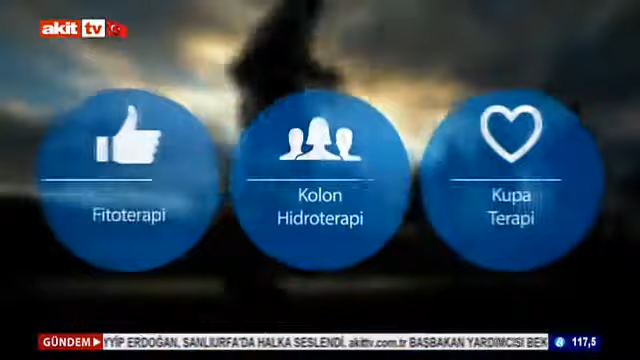 akit tv
Fitoterapi
Kolon
Hidroterapi
Kupa
Terapi
GÜNDEM
YYİP ERDOĞAN, ŞANLIURFA'DA HALKA SESLENDİ. akittv.com.tr BAŞBAKAN YARDIMCISI BEK
117,5